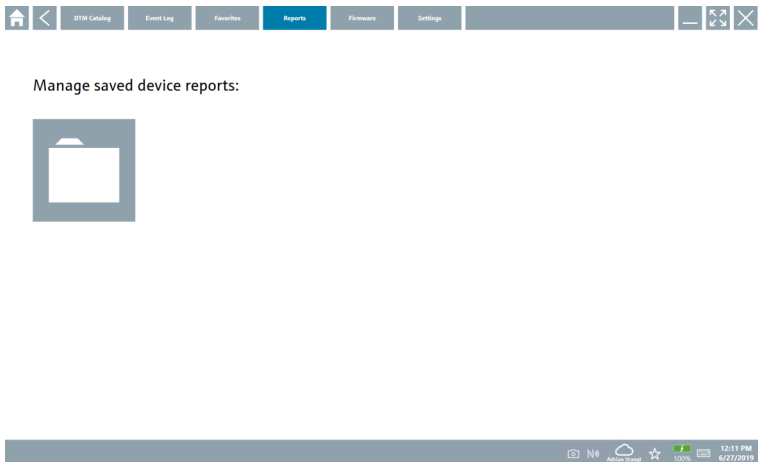 DTM Catalog Event Log Favorites Reports Firmware Settings
Manage saved device reports:
12:11 PM
Adrian Stangl 100% 6/27/2019